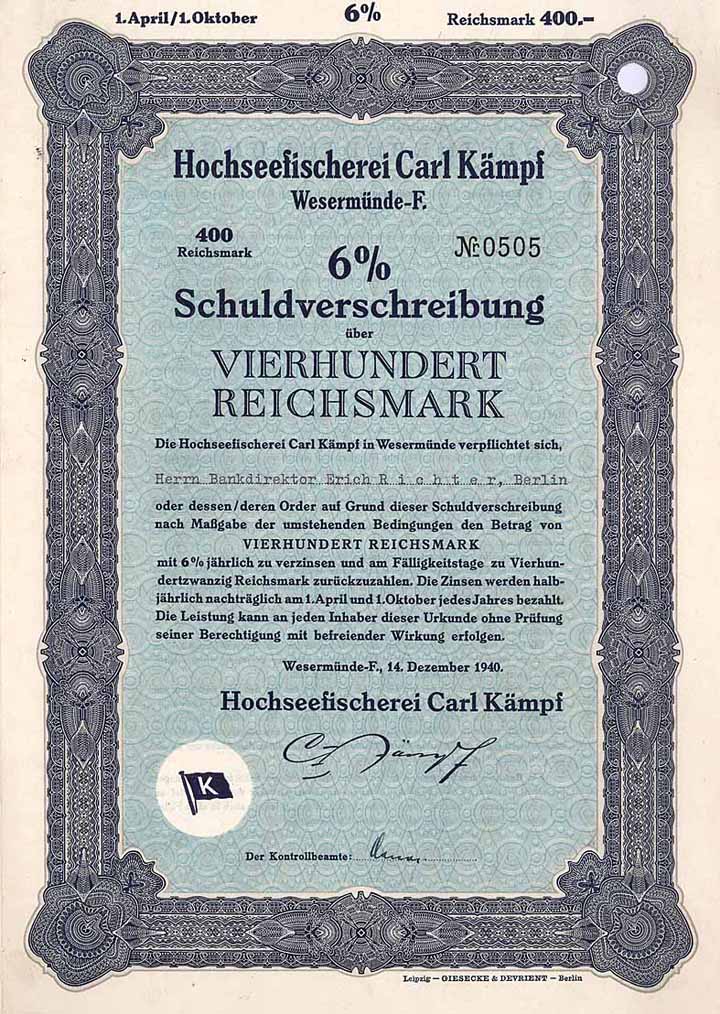 1. April/1. Oktober 6% Reichsmark 400.–
Hochseefischerei Carl Kämpf
Wesermünde-F.
400
Reichsmark
№ 0505
6%
Schuldverschreibung
über
VIERHUNDERT
REICHSMARK
Die Hochseefischerei Carl Kämpf in Wesermünde verpflichtet sich,
Herrn Bankdirektor Erich Richter, Berlin
oder dessen/deren Order auf Grund dieser Schuldverschreibung
nach Maßgabe der umstehenden Bedingungen den Betrag von
VIERHUNDERT REICHSMARK
mit 6% jährlich zu verzinsen und am Fälligkeitstage zu Vierhun-
dertzwanzig Reichsmark zurückzuzahlen. Die Zinsen werden halb-
jährlich nachträglich am 1. April und 1. Oktober jedes Jahres bezahlt.
Die Leistung kann an jeden Inhaber dieser Urkunde ohne Prüfung
seiner Berechtigung mit befreiender Wirkung erfolgen.
Wesermünde-F., 14. Dezember 1940.
Hochseefischerei Carl Kämpf
C. Kämpf
K
Der Kontrollbeamte:
Leipzig – GIESECKE & DEVRIENT – Berlin